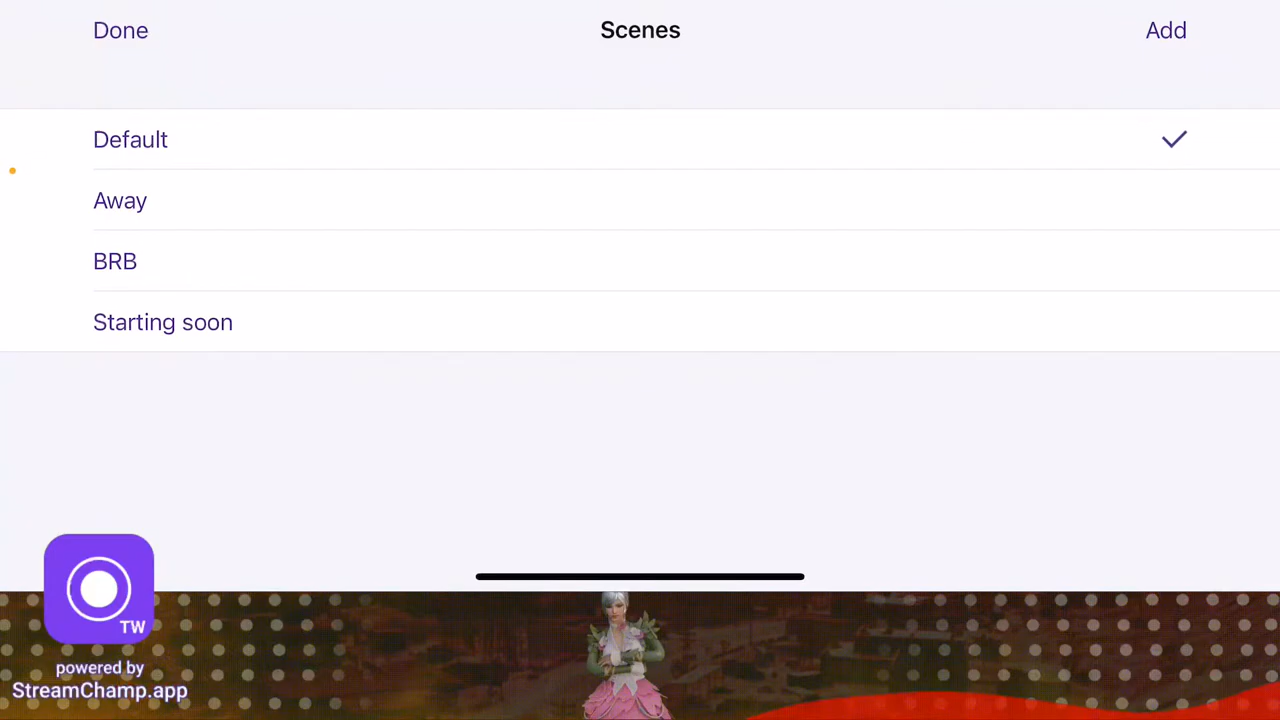 Done
Scenes
Add
Default
Away
BRB
Starting soon
TW
powered by
StreamChamp.app